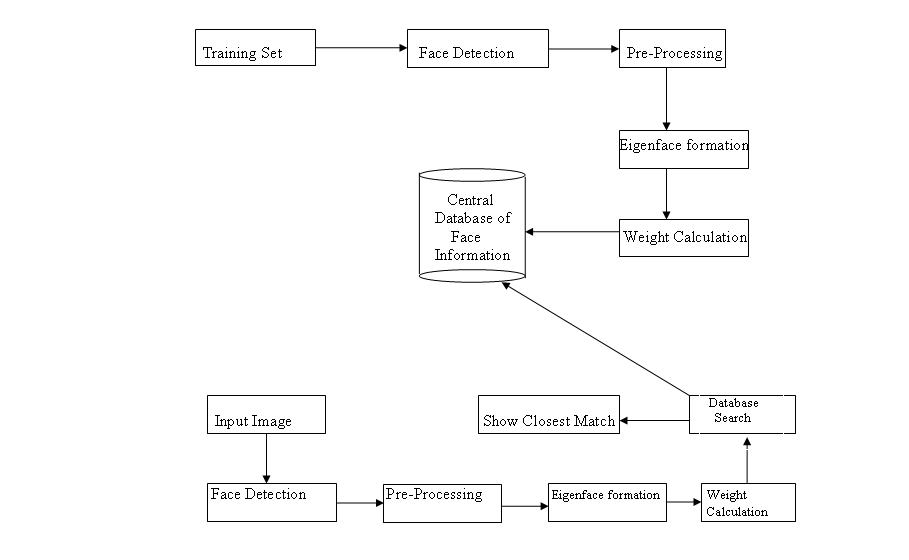 Training Set
Face Detection
Pre-Processing
Eigenface formation
Central
Database of
Face
Information
Weight Calculation
Database
Search
Input Image
Show Closest Match
Face Detection
Pre-Processing
Eigenface formation
Weight
Calculation